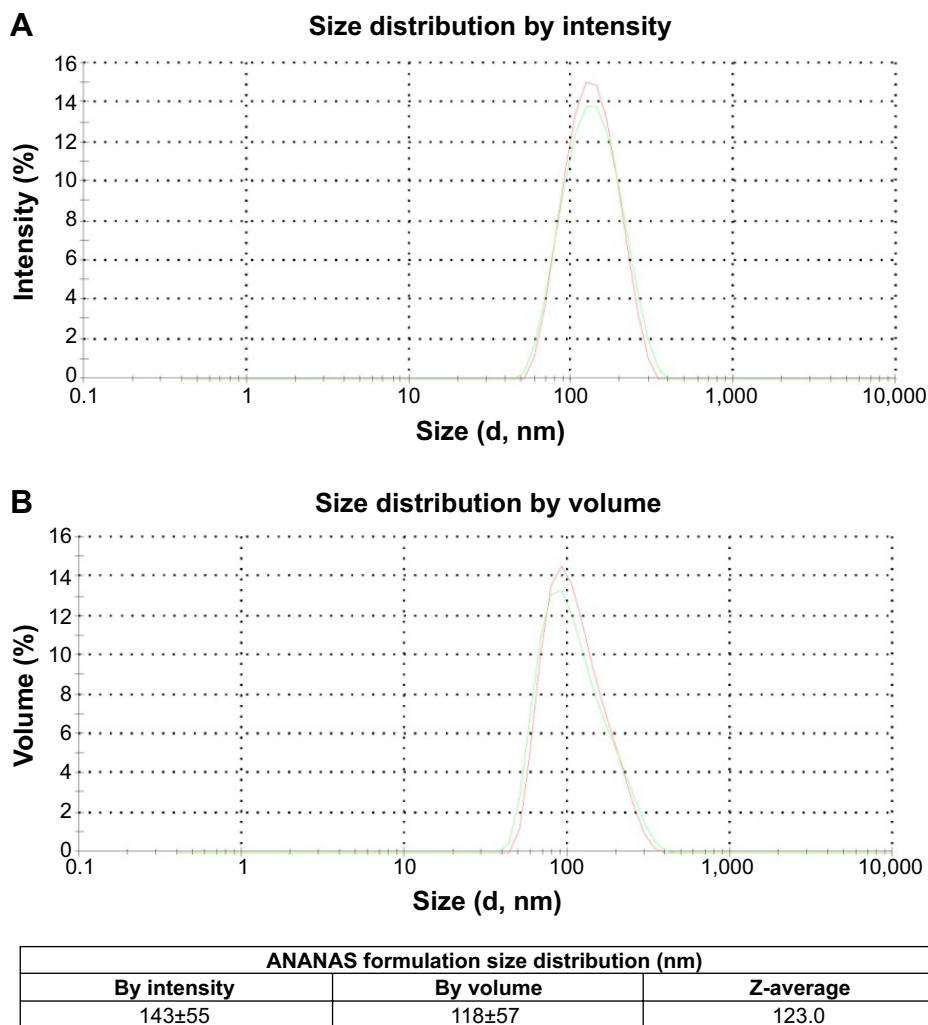 A
Size distribution by intensity
16
14
12
10
8
6
4
2
0
Intensity (%)
0.1 1 10 100 1,000 10,000
Size (d, nm)
B
Size distribution by volume
16
14
12
10
8
6
4
2
0
Volume (%)
0.1 1 10 100 1,000 10,000
Size (d, nm)
ANANAS formulation size distribution (nm)
By intensity By volume Z-average
143±55 118±57 123.0